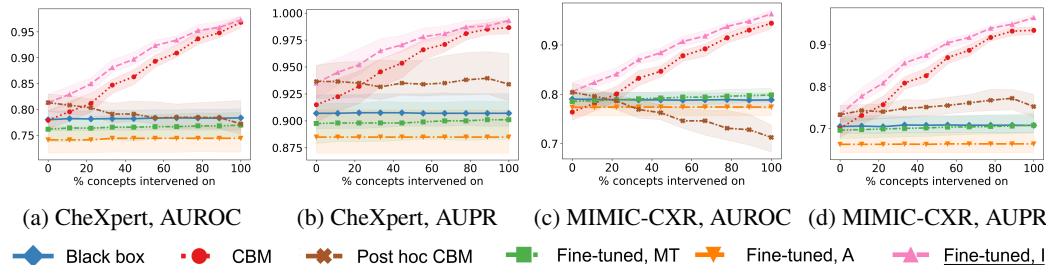 0.95
0.90
0.85
0.80
0.75
0 20 40 60 80 100
% concepts intervened on
(a) CheXpert, AUROC
1.000
0.975
0.950
0.925
0.900
0.875
0 20 40 60 80 100
% concepts intervened on
(b) CheXpert, AUPR
0.9
0.8
0.7
0 20 40 60 80 100
% concepts intervened on
(c) MIMIC-CXR, AUROC
0.9
0.8
0.7
0.6
0 20 40 60 80 100
% concepts intervened on
(d) MIMIC-CXR, AUPR
Black box CBM Post hoc CBM Fine-tuned, MT Fine-tuned, A Fine-tuned, I